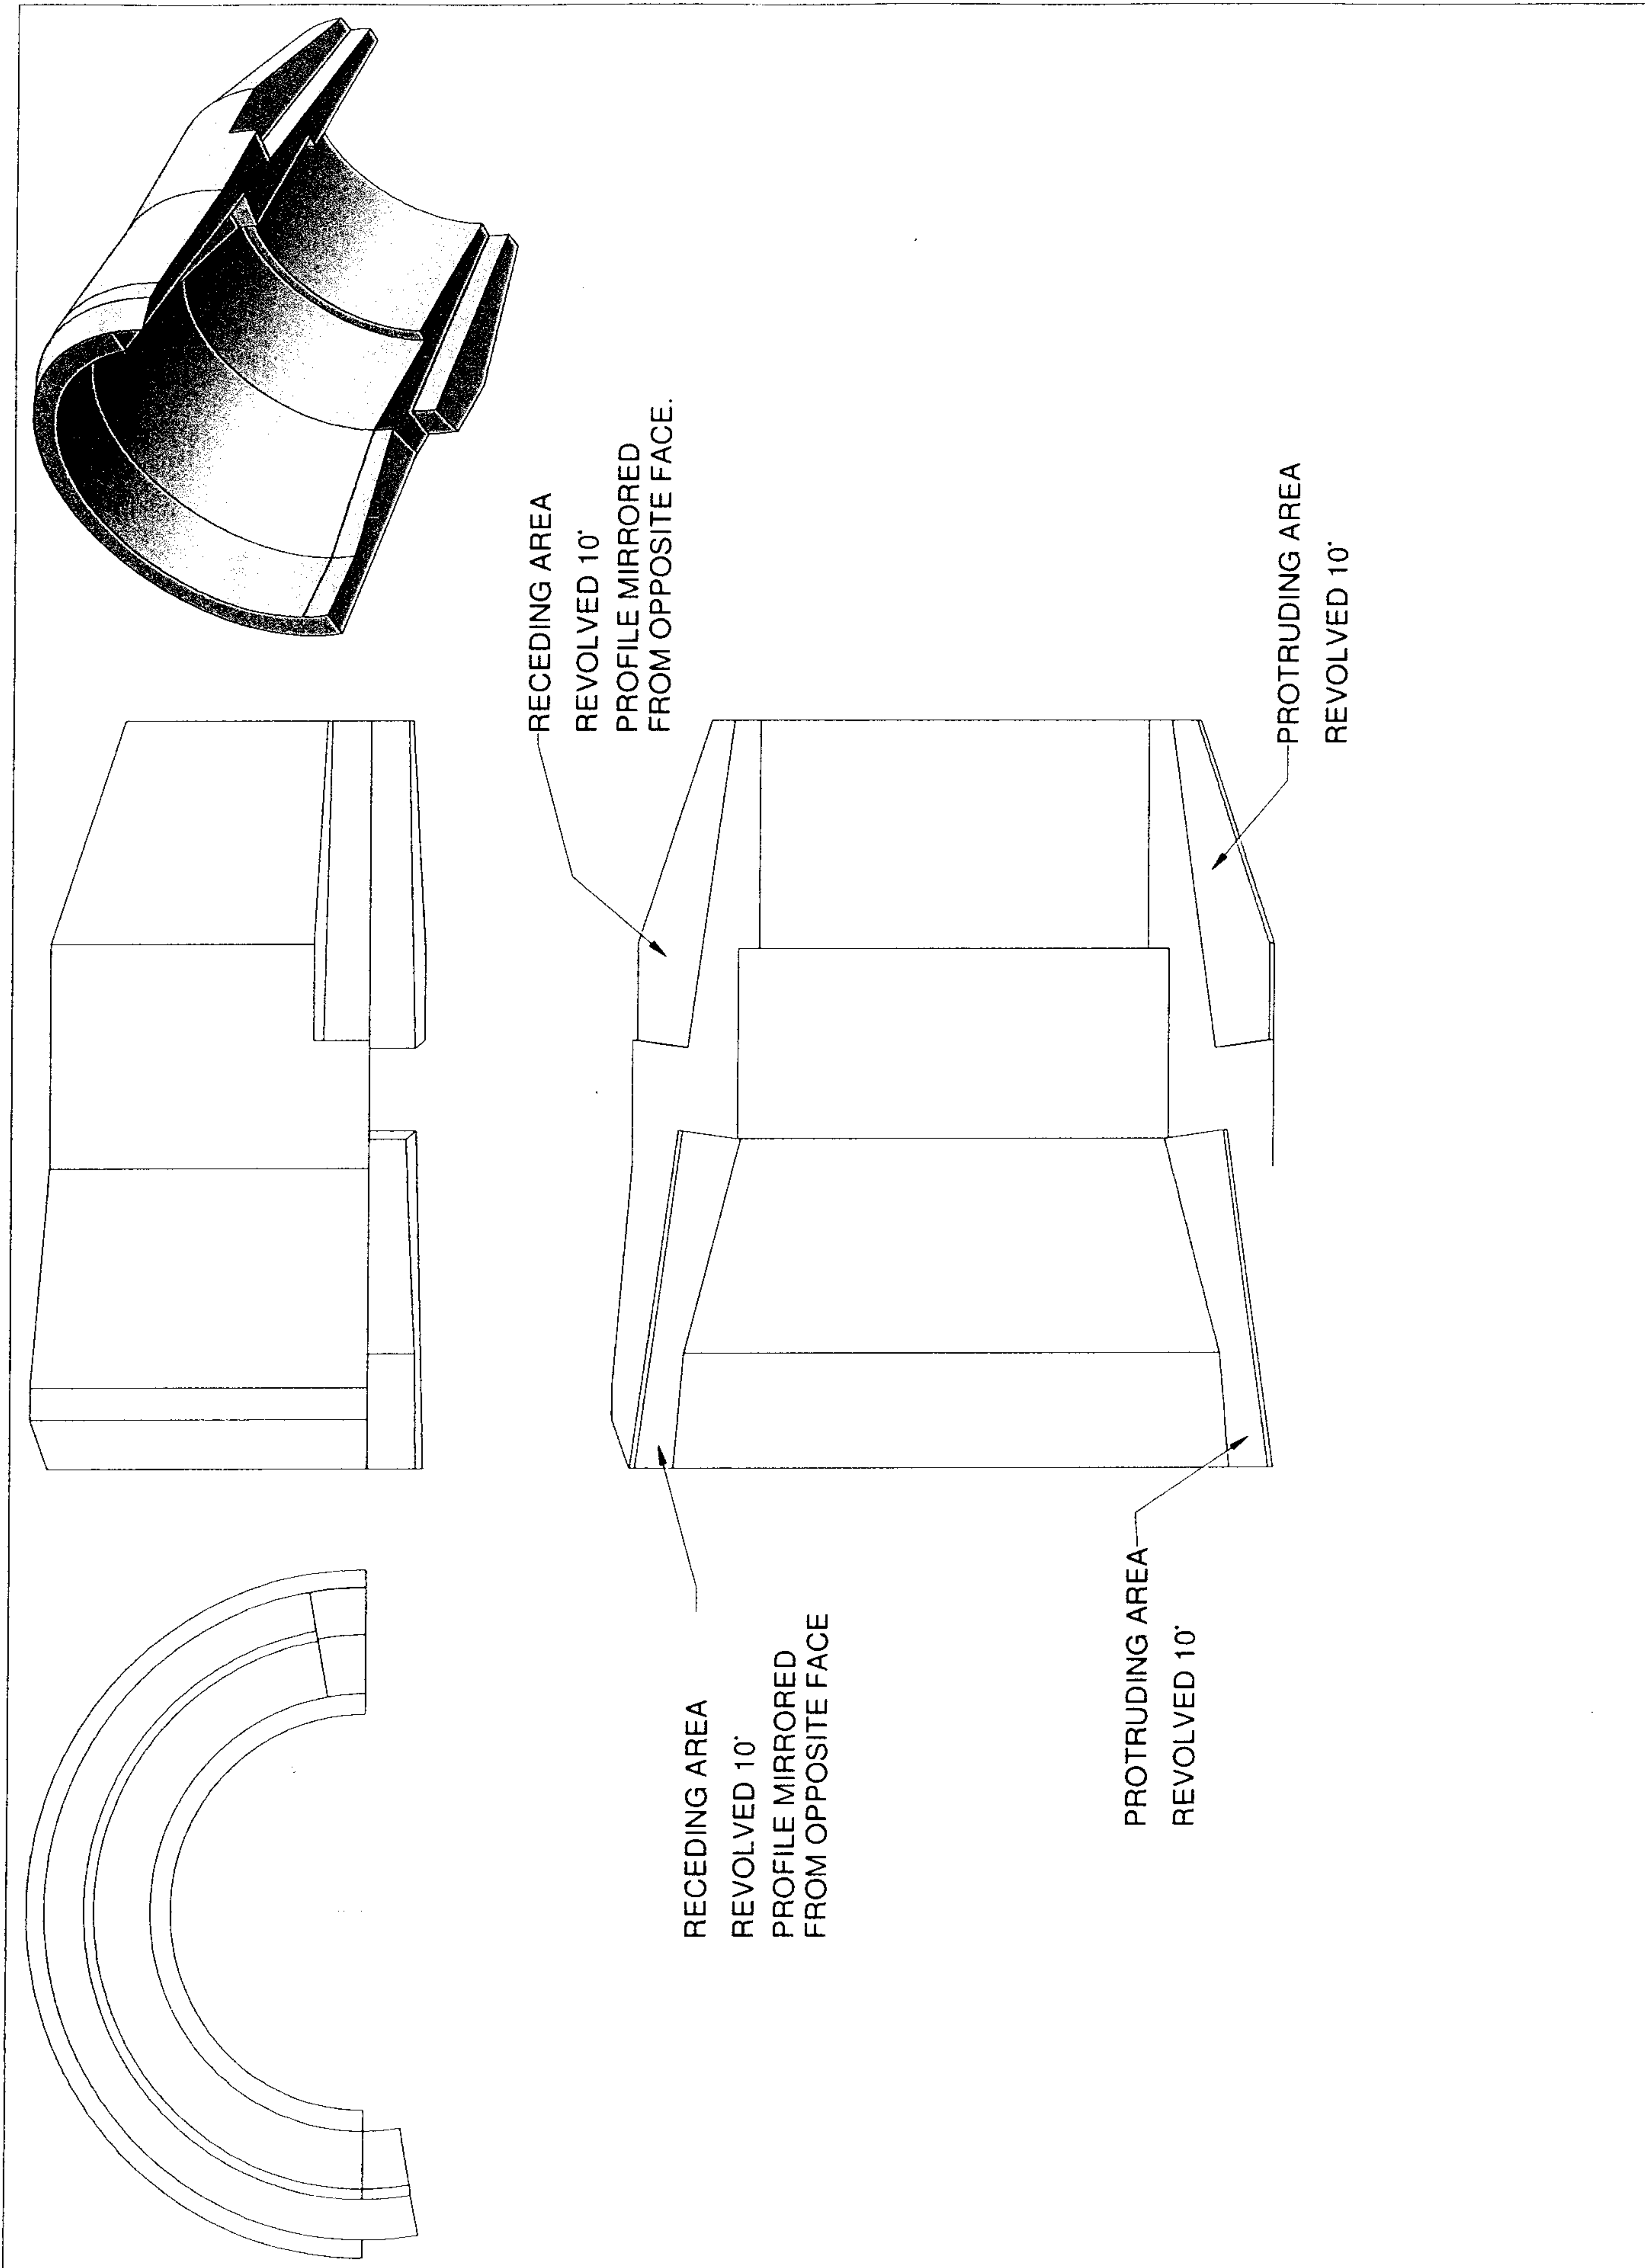 RECEDING AREA
REVOLVED 10°
PROFILE MIRRORED
FROM OPPOSITE FACE.
PROTRUDING AREA
REVOLVED 10°
RECEDING AREA
REVOLVED 10°
PROFILE MIRRORED
FROM OPPOSITE FACE
PROTRUDING AREA
REVOLVED 10°